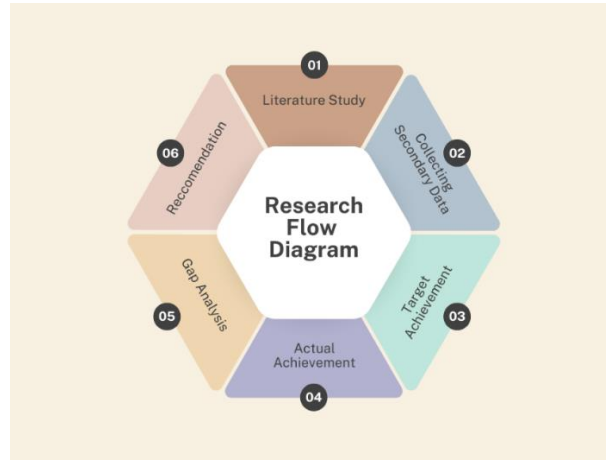 Research
Flow
Diagram
01
Literature Study
02
Collecting
Secondary Data
03
Target
Achievement
04
Actual
Achievement
05
Gap Analysis
06
Reccomendation